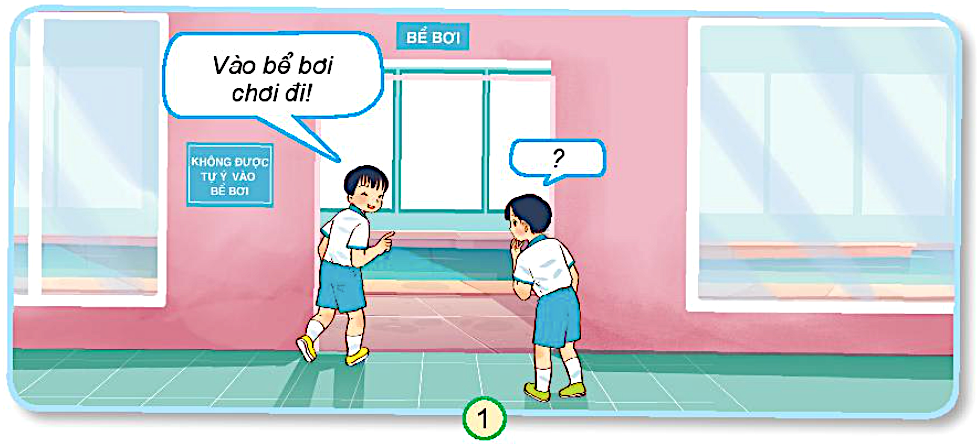 BỂ BƠI
Vào bể bơi
chơi đi!
?
KHÔNG ĐƯỢC
TỰ Ý VÀO
BỂ BƠI
1